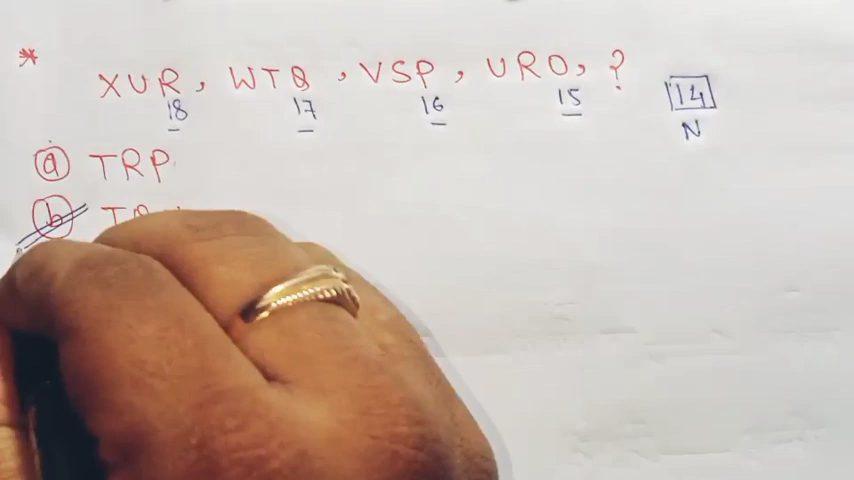 * XUR, WTQ, VSP, URO, ?
18 17 16 15 14
N
a TRP
b